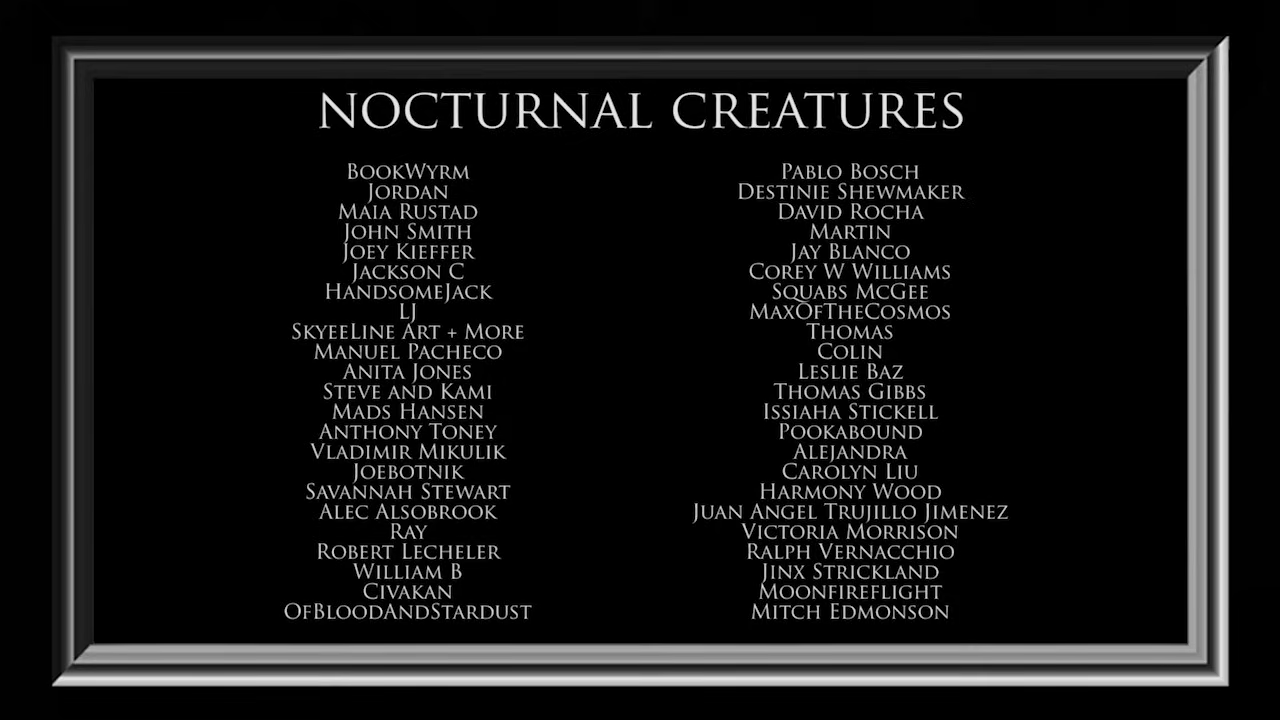 NOCTURNAL CREATURES
BookWyrm
Jordan
Maia Rustad
John Smith
Joey Kieffer
Jackson C
HandsomeJack
LJ
SkyeeLine Art + More
Manuel Pacheco
Anita Jones
Steve and Kami
Mads Hansen
Anthony Toney
Vladimir Mikulik
Joebotnik
Savannah Stewart
Alec Alsobrook
Ray
Robert Lecheler
William B
Civakan
OfBloodAndStardust
Pablo Bosch
Destinie Shewmaker
David Rocha
Martin
Jay Blanco
Corey W Williams
Squabs McGee
MaxOfTheCosmos
Thomas
Colin
Leslie Baz
Thomas Gibbs
Issiaha Stickell
Pookabound
Alejandra
Carolyn Liu
Harmony Wood
Juan Angel Trujillo Jimenez
Victoria Morrison
Ralph Vernacchio
Jinx Strickland
Moonfireflight
Mitch Edmonson